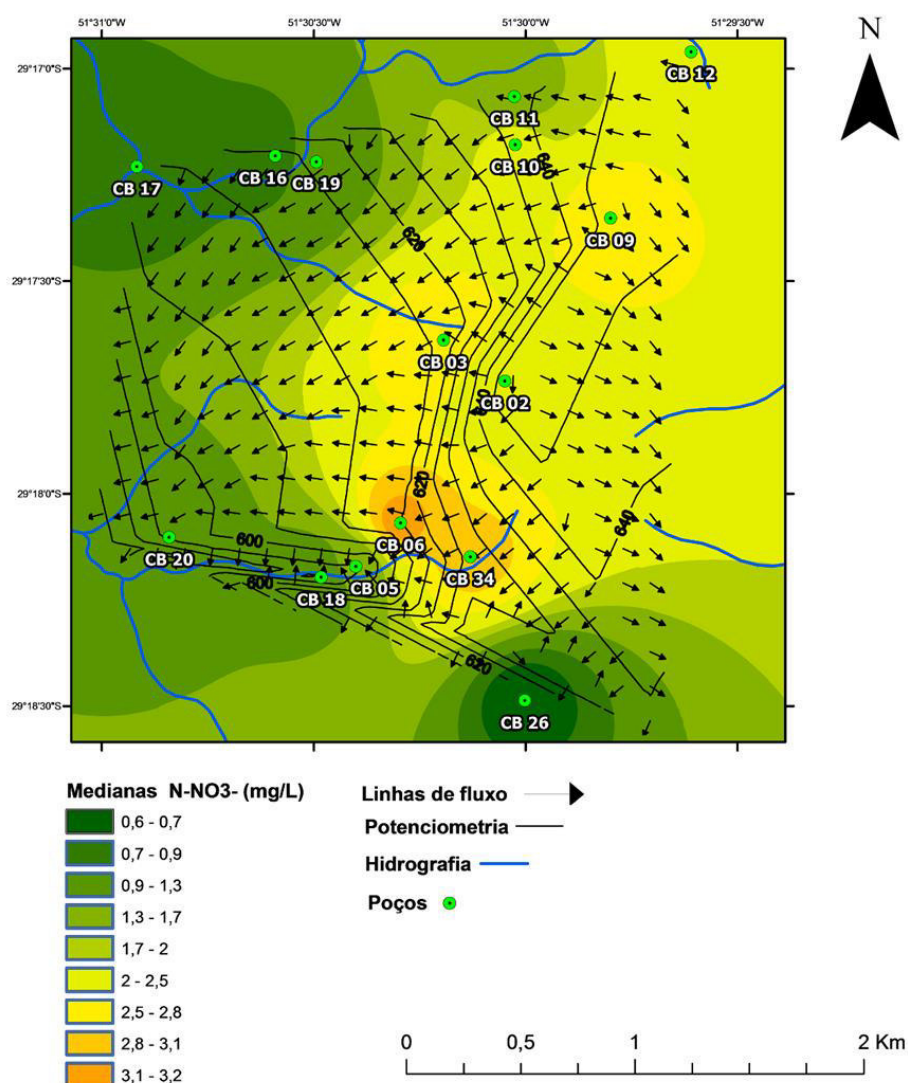 51°31'0"W 51°30'30"W 51°30'0"W 51°29'30"W
N
29°17'0"S
CB 12
CB 11
CB 10
640
CB 16
CB 19
CB 17
620
CB 09
29°17'30"S
CB 03
CB 02
29°18'0"S
620
640
600
CB 06
CB 20
CB 34
CB 05
600
CB 18
620
29°18'30"S
CB 26
Medianas N-NO3- (mg/L)
0,6 - 0,7
0,7 - 0,9
0,9 - 1,3
1,3 - 1,7
1,7 - 2
2 - 2,5
2,5 - 2,8
2,8 - 3,1
3,1 - 3,2
Linhas de fluxo
Potenciometria
Hidrografia
Poços
0 0,5 1 2 Km